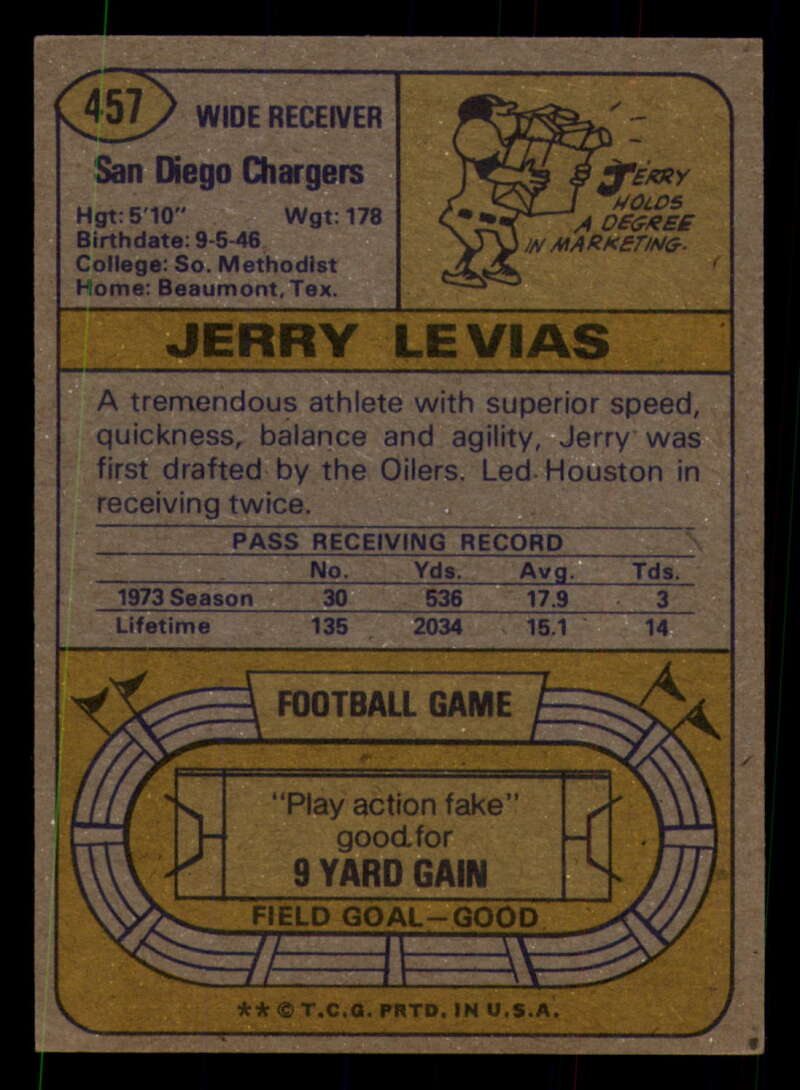 457
WIDE RECEIVER
San Diego Chargers
Hgt: 5'10" Wgt: 178
Birthdate: 9-5-46
College: So. Methodist
Home: Beaumont, Tex.
JERRY
HOLDS
A DEGREE
IN MARKETING.
JERRY LEVIAS
A tremendous athlete with superior speed,
quickness, balance and agility, Jerry was
first drafted by the Oilers. Led Houston in
receiving twice.
PASS RECEIVING RECORD
No. Yds. Avg. Tds.
1973 Season 30 536 17.9 3
Lifetime 135 2034 15.1 14
FOOTBALL GAME
"Play action fake"
good for
9 YARD GAIN
FIELD GOAL—GOOD
** © T.C.G. PRTD. IN U.S.A.